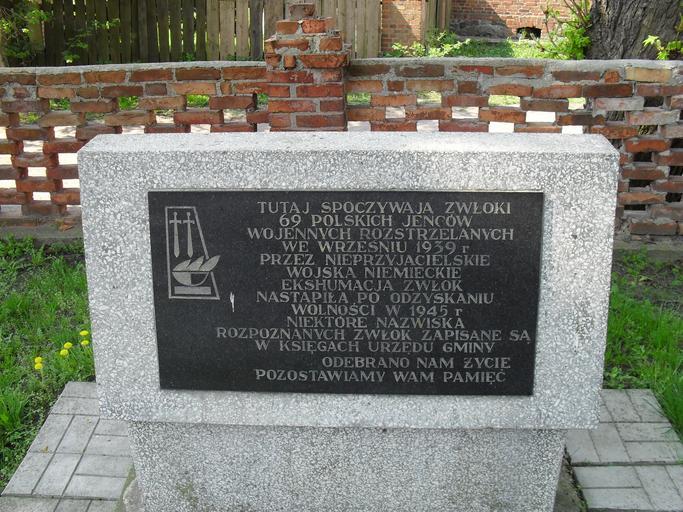 TUTAJ SPOCZYWAJA ZWŁOKI
69 POLSKICH JEŃCÓW
WOJENNYCH ROZSTRZELANYCH
WE WRZEŚNIU 1939 r
PRZEZ NIEPRZYJACIELSKIE
WOJSKA NIEMIECKIE
EKSHUMACJA ZWŁOK
NASTĄPIŁA PO ODZYSKANIU
WOLNOŚCI W 1945 r
NIEKTÓRE NAZWISKA
ROZPOZNANYCH ZWŁOK ZAPISANE SĄ
W KSIĘGACH URZĘDU GMINY
ODEBRANO NAM ŻYCIE
POZOSTAWIAMY WAM PAMIĘĆ